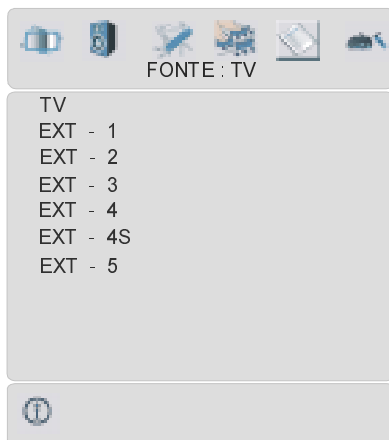 FONTE : TV
TV
EXT - 1
EXT - 2
EXT - 3
EXT - 4
EXT - 4S
EXT - 5